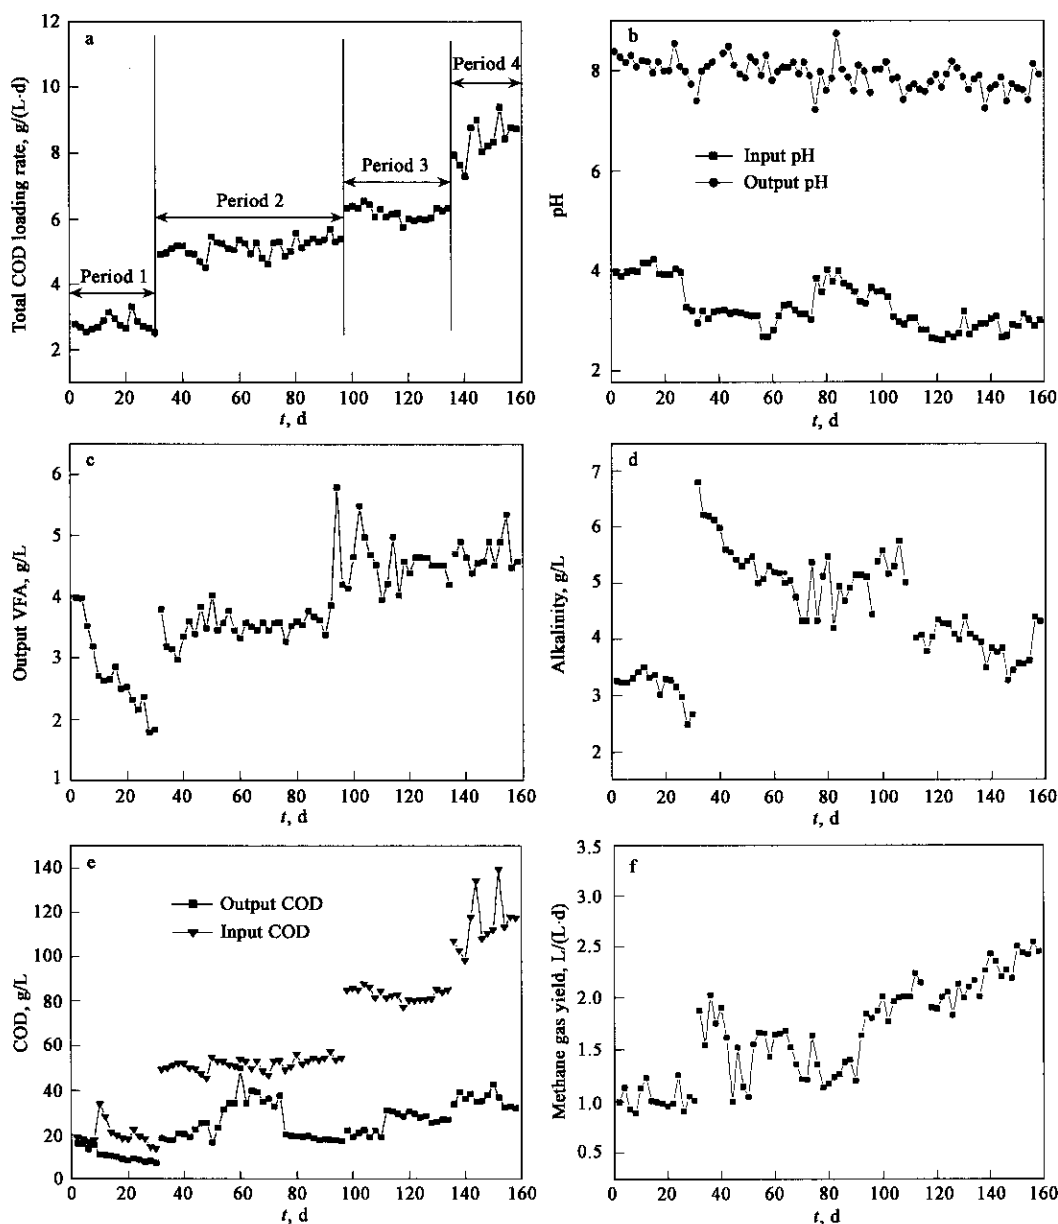 a
Total COD loading rate, g/(L·d)
12
10
8
6
4
2
Period 1
Period 2
Period 3
Period 4
0 20 40 60 80 100 120 140 160
t, d
b
pH
8
6
4
2
Input pH
Output pH
0 20 40 60 80 100 120 140 160
t, d
c
Output VFA, g/L
6
5
4
3
2
1
0 20 40 60 80 100 120 140 160
t, d
d
Alkalinity, g/L
7
6
5
4
3
2
0 20 40 60 80 100 120 140 160
t, d
e
COD, g/L
140
120
100
80
60
40
20
0
Output COD
Input COD
0 20 40 60 80 100 120 140 160
t, d
f
Methane gas yield, L/(L·d)
3.5
3.0
2.5
2.0
1.5
1.0
0.5
0 20 40 60 80 100 120 140 160
t, d